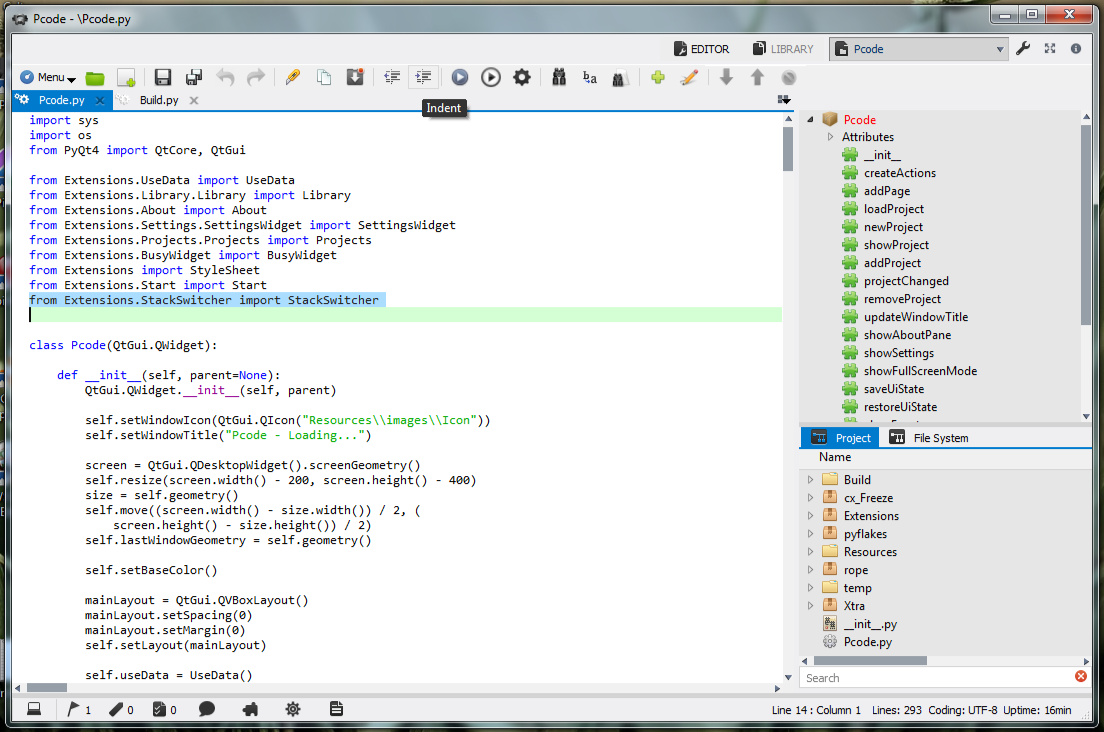 Pcode - \Pcode.py
EDITOR LIBRARY Pcode
Menu
b a
Pcode.py Build.py
Indent
import sys
import os
from PyQt4 import QtCore, QtGui
from Extensions.UseData import UseData
from Extensions.Library.Library import Library
from Extensions.About import About
from Extensions.Settings.SettingsWidget import SettingsWidget
from Extensions.Projects.Projects import Projects
from Extensions.BusyWidget import BusyWidget
from Extensions import StyleSheet
from Extensions.Start import Start
from Extensions.StackSwitcher import StackSwitcher
class Pcode(QtGui.QWidget):
def __init__(self, parent=None):
QtGui.QWidget.__init__(self, parent)
self.setWindowIcon(QtGui.QIcon("Resources\\images\\Icon"))
self.setWindowTitle("Pcode - Loading...")
screen = QtGui.QDesktopWidget().screenGeometry()
self.resize(screen.width() - 200, screen.height() - 400)
size = self.geometry()
self.move((screen.width() - size.width()) / 2, (
screen.height() - size.height()) / 2)
self.lastWindowGeometry = self.geometry()
self.setBaseColor()
mainLayout = QtGui.QVBoxLayout()
mainLayout.setSpacing(0)
mainLayout.setMargin(0)
self.setLayout(mainLayout)
self.useData = UseData()
Pcode
Attributes
__init__
createActions
addPage
loadProject
newProject
showProject
addProject
projectChanged
removeProject
updateWindowTitle
showAboutPane
showSettings
showFullScreenMode
saveUiState
restoreUiState
Project File System
Name
Build
cx_Freeze
Extensions
pyflakes
Resources
rope
temp
Xtra
__init__.py
Pcode.py
Search
1 0 0
Line 14 : Column 1 Lines: 293 Coding: UTF-8 Uptime: 16min